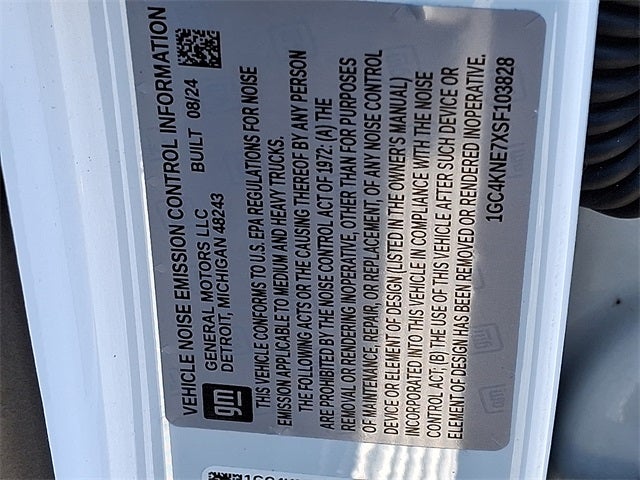 VEHICLE NOISE EMISSION CONTROL INFORMATION
gm
GENERAL MOTORS LLC
DETROIT, MICHIGAN 48243 BUILT 08/24
THIS VEHICLE CONFORMS TO U.S. EPA REGULATIONS FOR NOISE
EMISSION APPLICABLE TO MEDIUM AND HEAVY TRUCKS.
THE FOLLOWING ACTS OR THE CAUSING THEREOF BY ANY PERSON
ARE PROHIBITED BY THE NOISE CONTROL ACT OF 1972: (A) THE
REMOVAL OR RENDERING INOPERATIVE, OTHER THAN FOR PURPOSES
OF MAINTENANCE, REPAIR, OR REPLACEMENT, OF ANY NOISE CONTROL
DEVICE OR ELEMENT OF DESIGN (LISTED IN THE OWNER'S MANUAL)
INCORPORATED INTO THIS VEHICLE IN COMPLIANCE WITH THE NOISE
CONTROL ACT; (B) THE USE OF THIS VEHICLE AFTER SUCH DEVICE OR
ELEMENT OF DESIGN HAS BEEN REMOVED OR RENDERED INOPERATIVE.
1GC4KNE7XSF103828